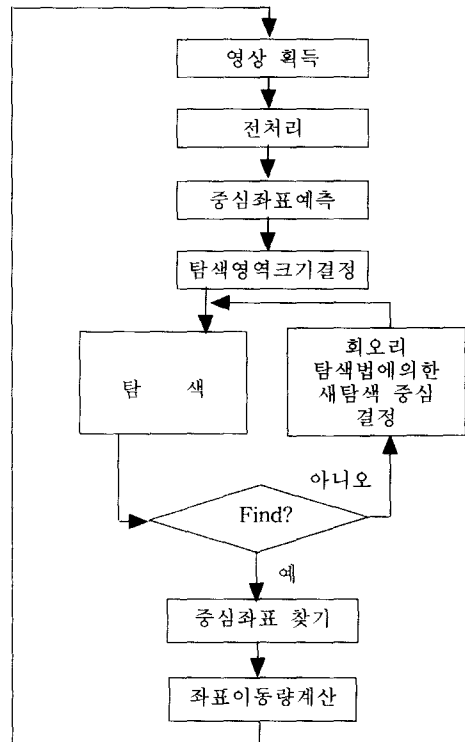 영상 획득
전처리
중심좌표예측
탐색영역크기결정
탐 색
회오리
탐색법에의한
새탐색 중심
결정
아니오
Find?
예
중심좌표 찾기
좌표이동량계산